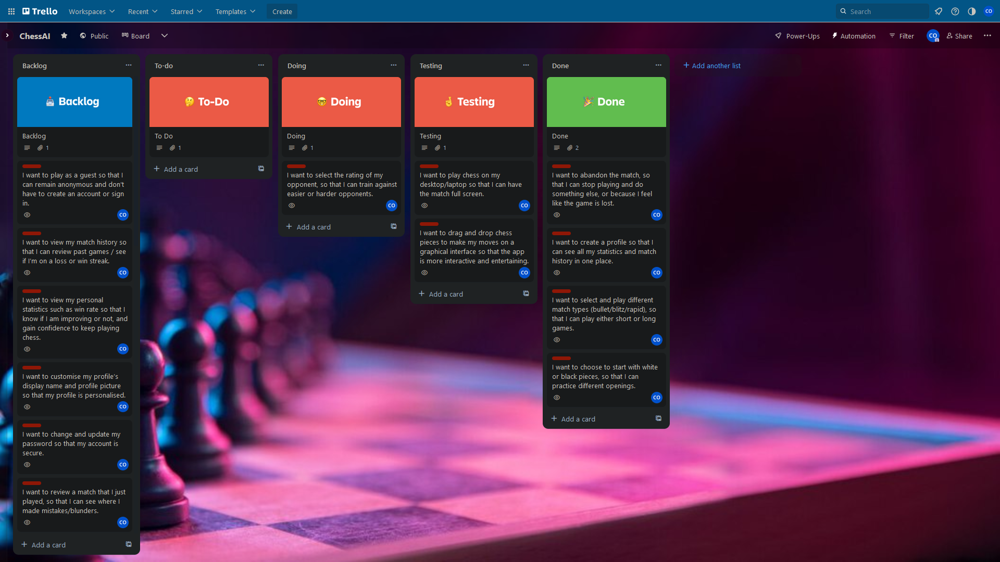 Trello
Workspaces
Recent
Starred
Templates
Create
Search
CO
ChessAI
Public
Board
Power-Ups
Automation
Filter
CO
Share
Backlog
Backlog
Backlog
1
I want to play as a guest so that I
can remain anonymous and don't
have to create an account or sign
in.
CO
I want to view my match history so
that I can review past games / see
if I'm on a loss or win streak.
CO
I want to view my personal
statistics such as win rate so that I
know if I am improving or not, and
gain confidence to keep playing
chess.
CO
I want to customise my profile's
display name and profile picture
so that my profile is personalised.
CO
I want to change and update my
password so that my account is
secure.
CO
I want to review a match that I just
played, so that I can see where I
made mistakes/blunders.
CO
+ Add a card
To-do
To-Do
To Do
1
+ Add a card
Doing
Doing
Doing
1
I want to select the rating of my
opponent, so that I can train against
easier or harder opponents.
CO
+ Add a card
Testing
Testing
Testing
1
I want to play chess on my
desktop/laptop so that I can have
the match full screen.
CO
I want to drag and drop chess
pieces to make my moves on a
graphical interface so that the app
is more interactive and entertaining.
CO
+ Add a card
Done
Done
Done
2
I want to abandon the match, so
that I can stop playing and do
something else, or because I feel
like the game is lost.
CO
I want to create a profile so that I
can see all my statistics and match
history in one place.
CO
I want to select and play different
match types (bullet/blitz/rapid), so
that I can play either short or long
games.
CO
I want to choose to start with white
or black pieces, so that I can
practice different openings.
CO
+ Add a card
+ Add another list